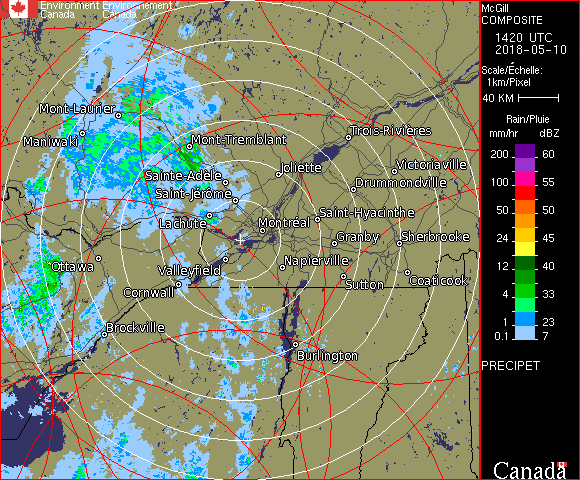 Environment Environnement
Canada Canada
McGill
COMPOSITE
1420 UTC
2018-05-10
Scale/Échelle:
1km/Pixel
40 KM
Rain/Pluie
mm/hr dBZ
200 60
150 57
100 55
50 50
24 45
12 40
4 33
1 23
0.1 7
PRECIPET
Canada
Mont-Laurier
Maniwaki
Mont-Tremblant
Trois-Rivières
Joliette
Victoriaville
Sainte-Adèle
Drummondville
Saint-Jérôme
Saint-Hyacinthe
Lachute
Montréal
Granby
Sherbrooke
Ottawa
Valleyfield
Napierville
Sutton
Coaticook
Cornwall
Brockville
Burlington